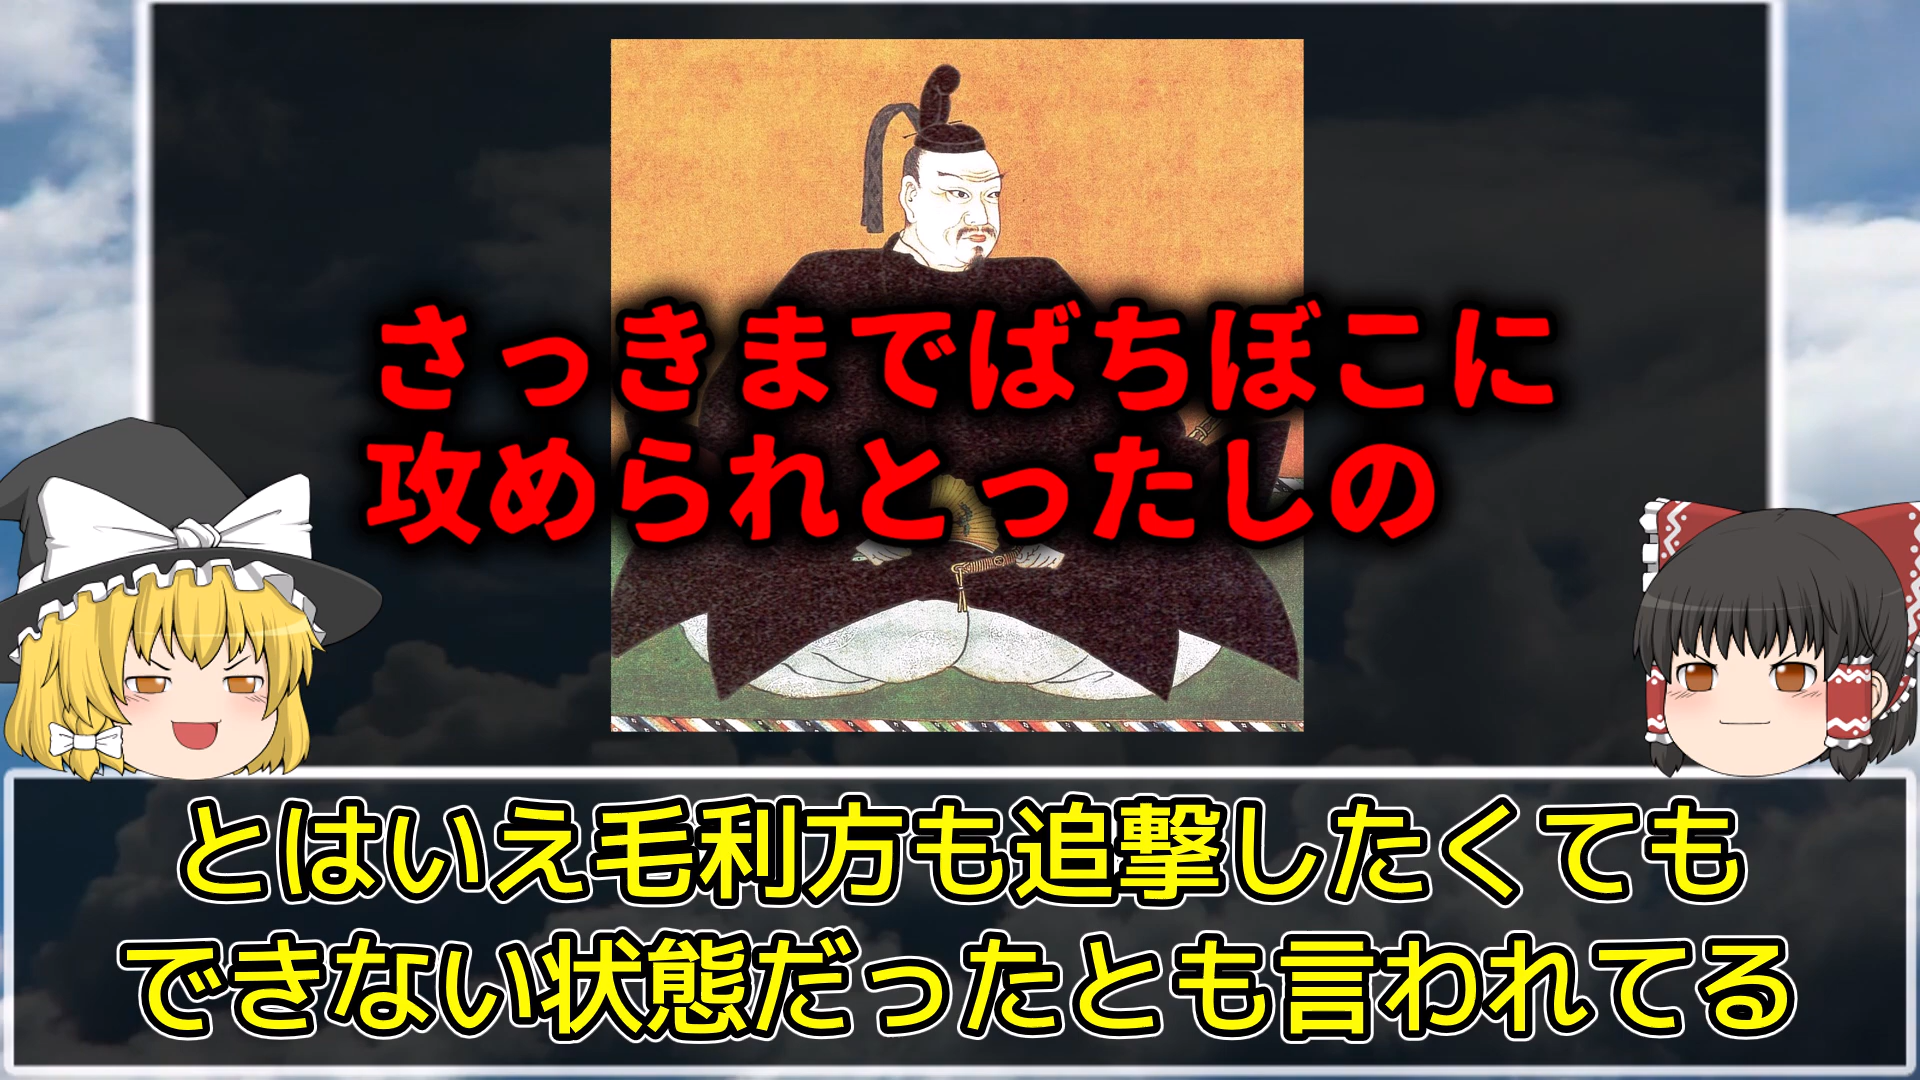 さっきまでばちぼこに
攻められとったしの
とはいえ毛利方も追撃したくても
できない状態だったとも言われてる